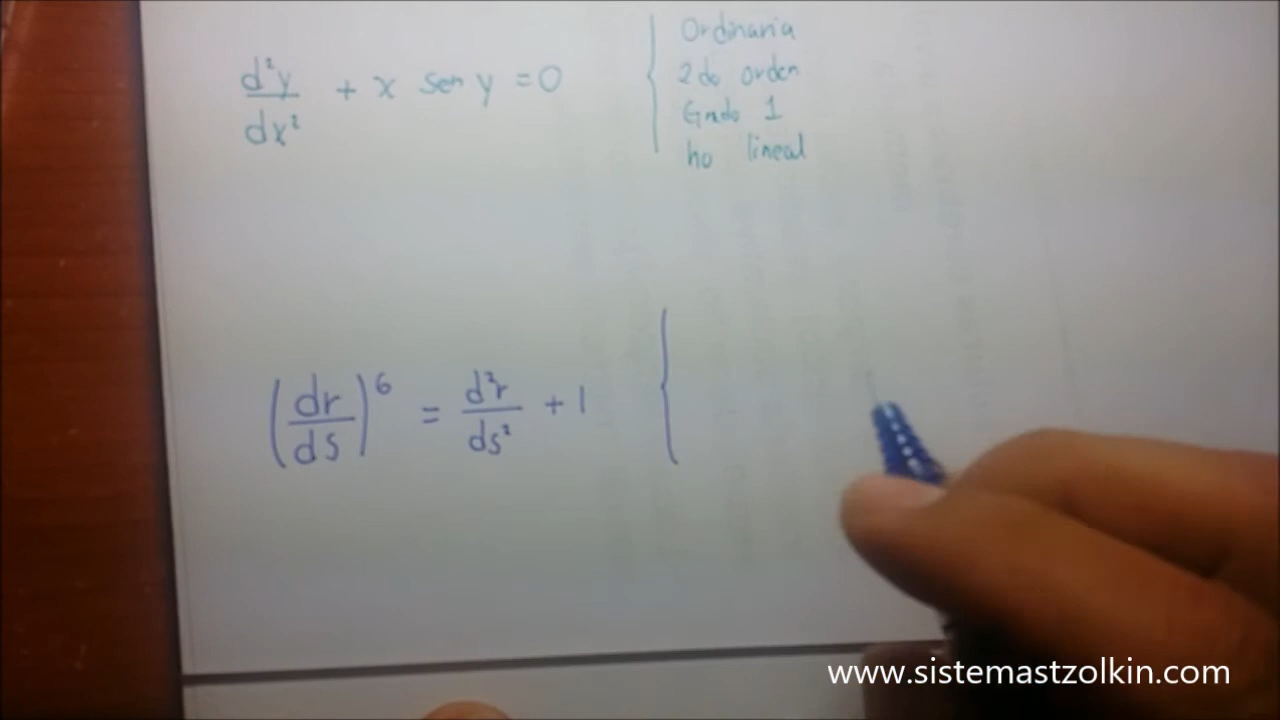 d²y/dx² + x sen y = 0
Ordinaria
2do orden
Grado 1
no lineal
(dr/ds)⁶ = d²r/ds² + 1
www.sistemastzolkin.com